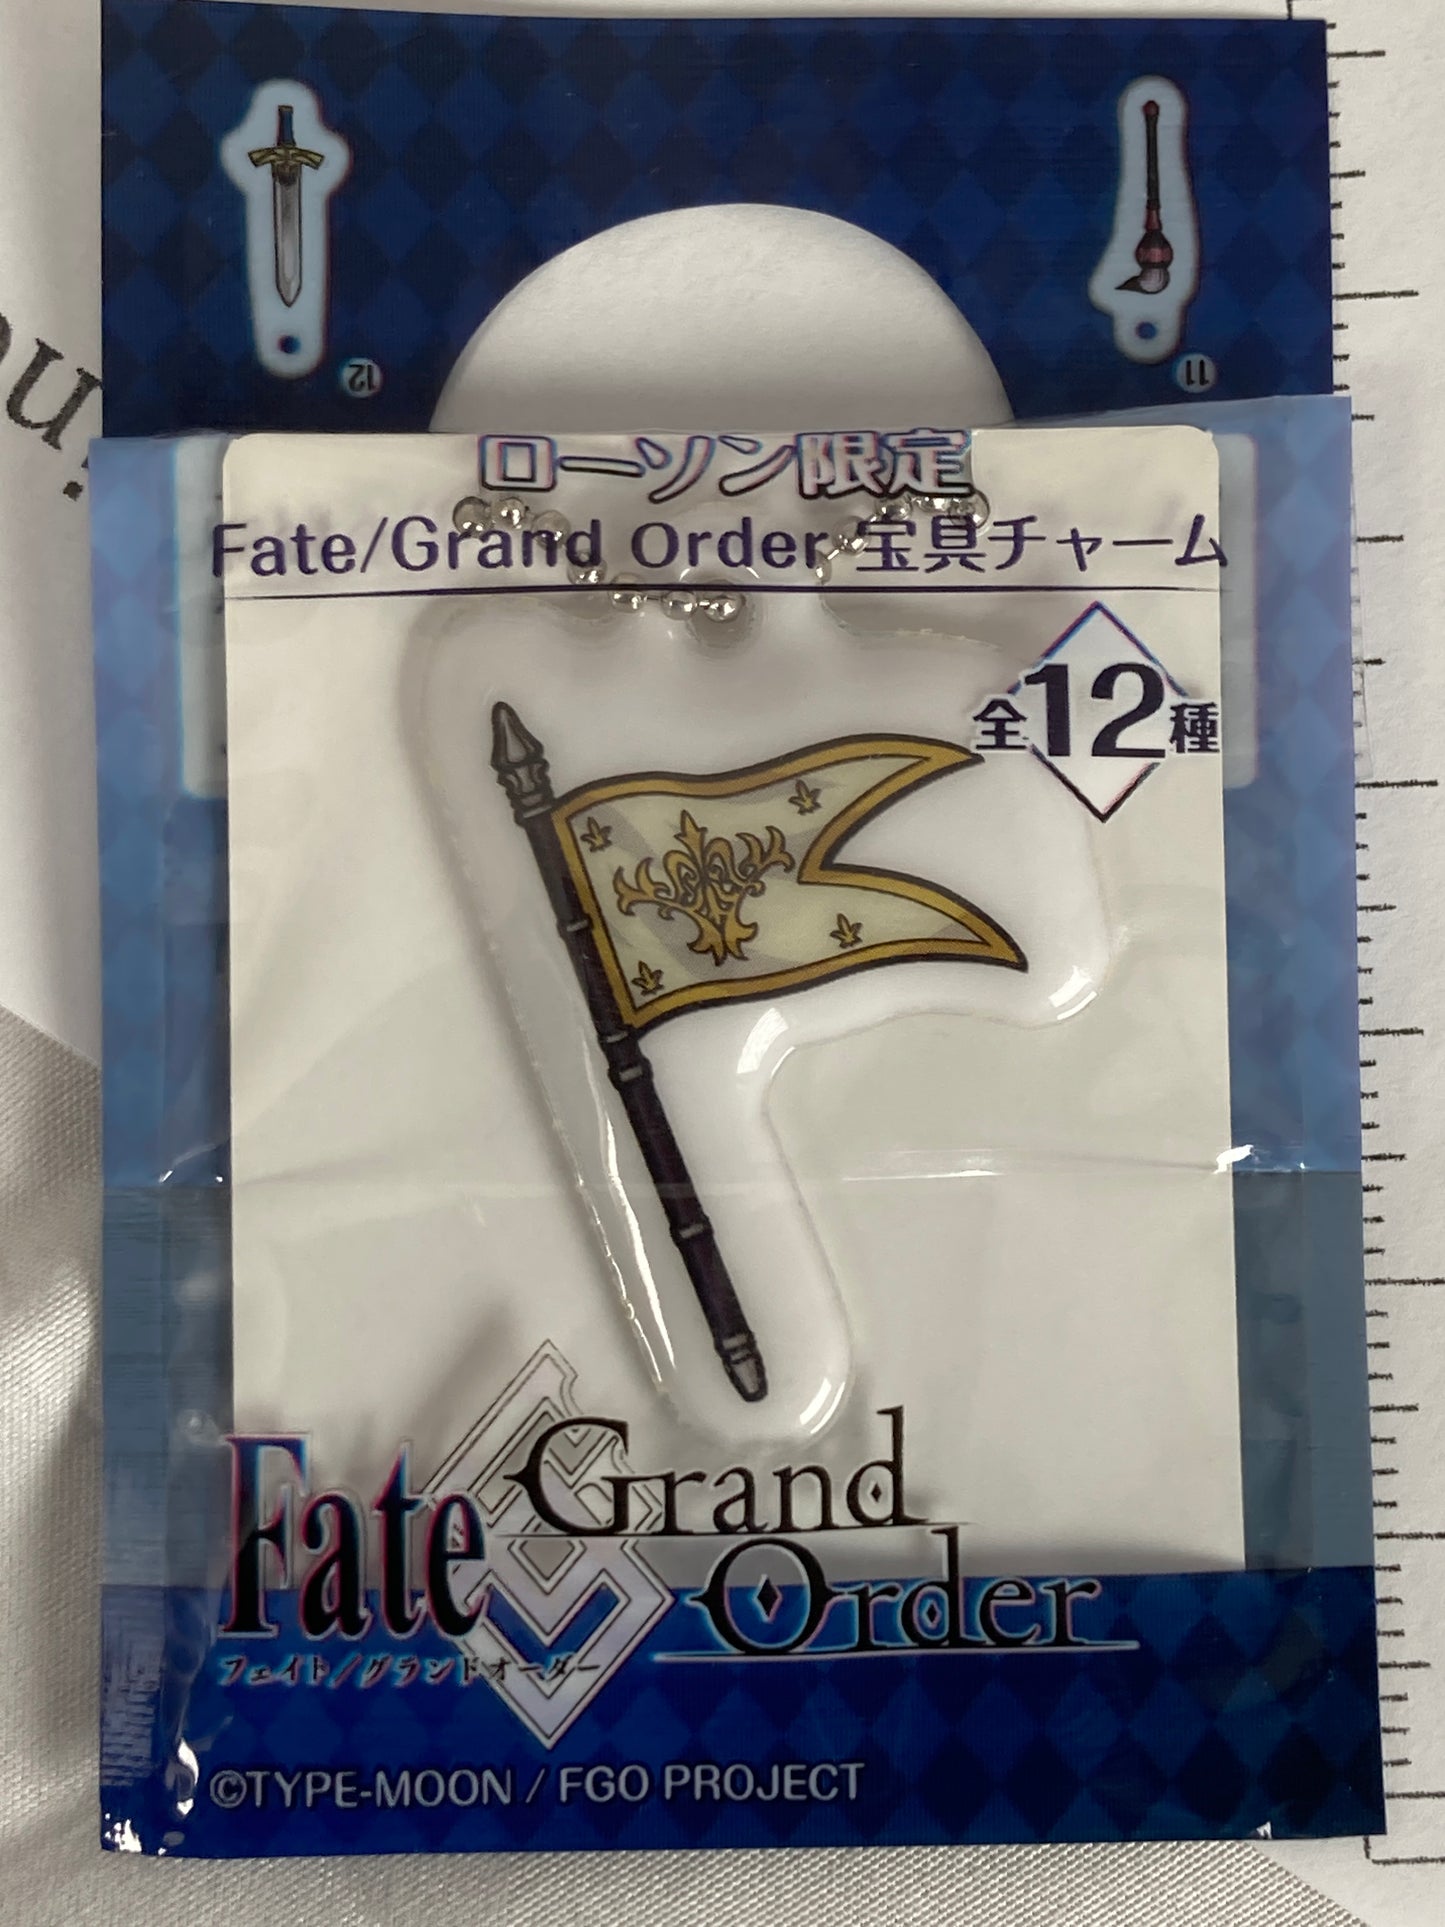 12
11
ローソン限定
Fate/Grand Order 宝具チャーム
全12種
Fate Grand Order
フェイト/グランドオーダー
©TYPE-MOON / FGO PROJECT